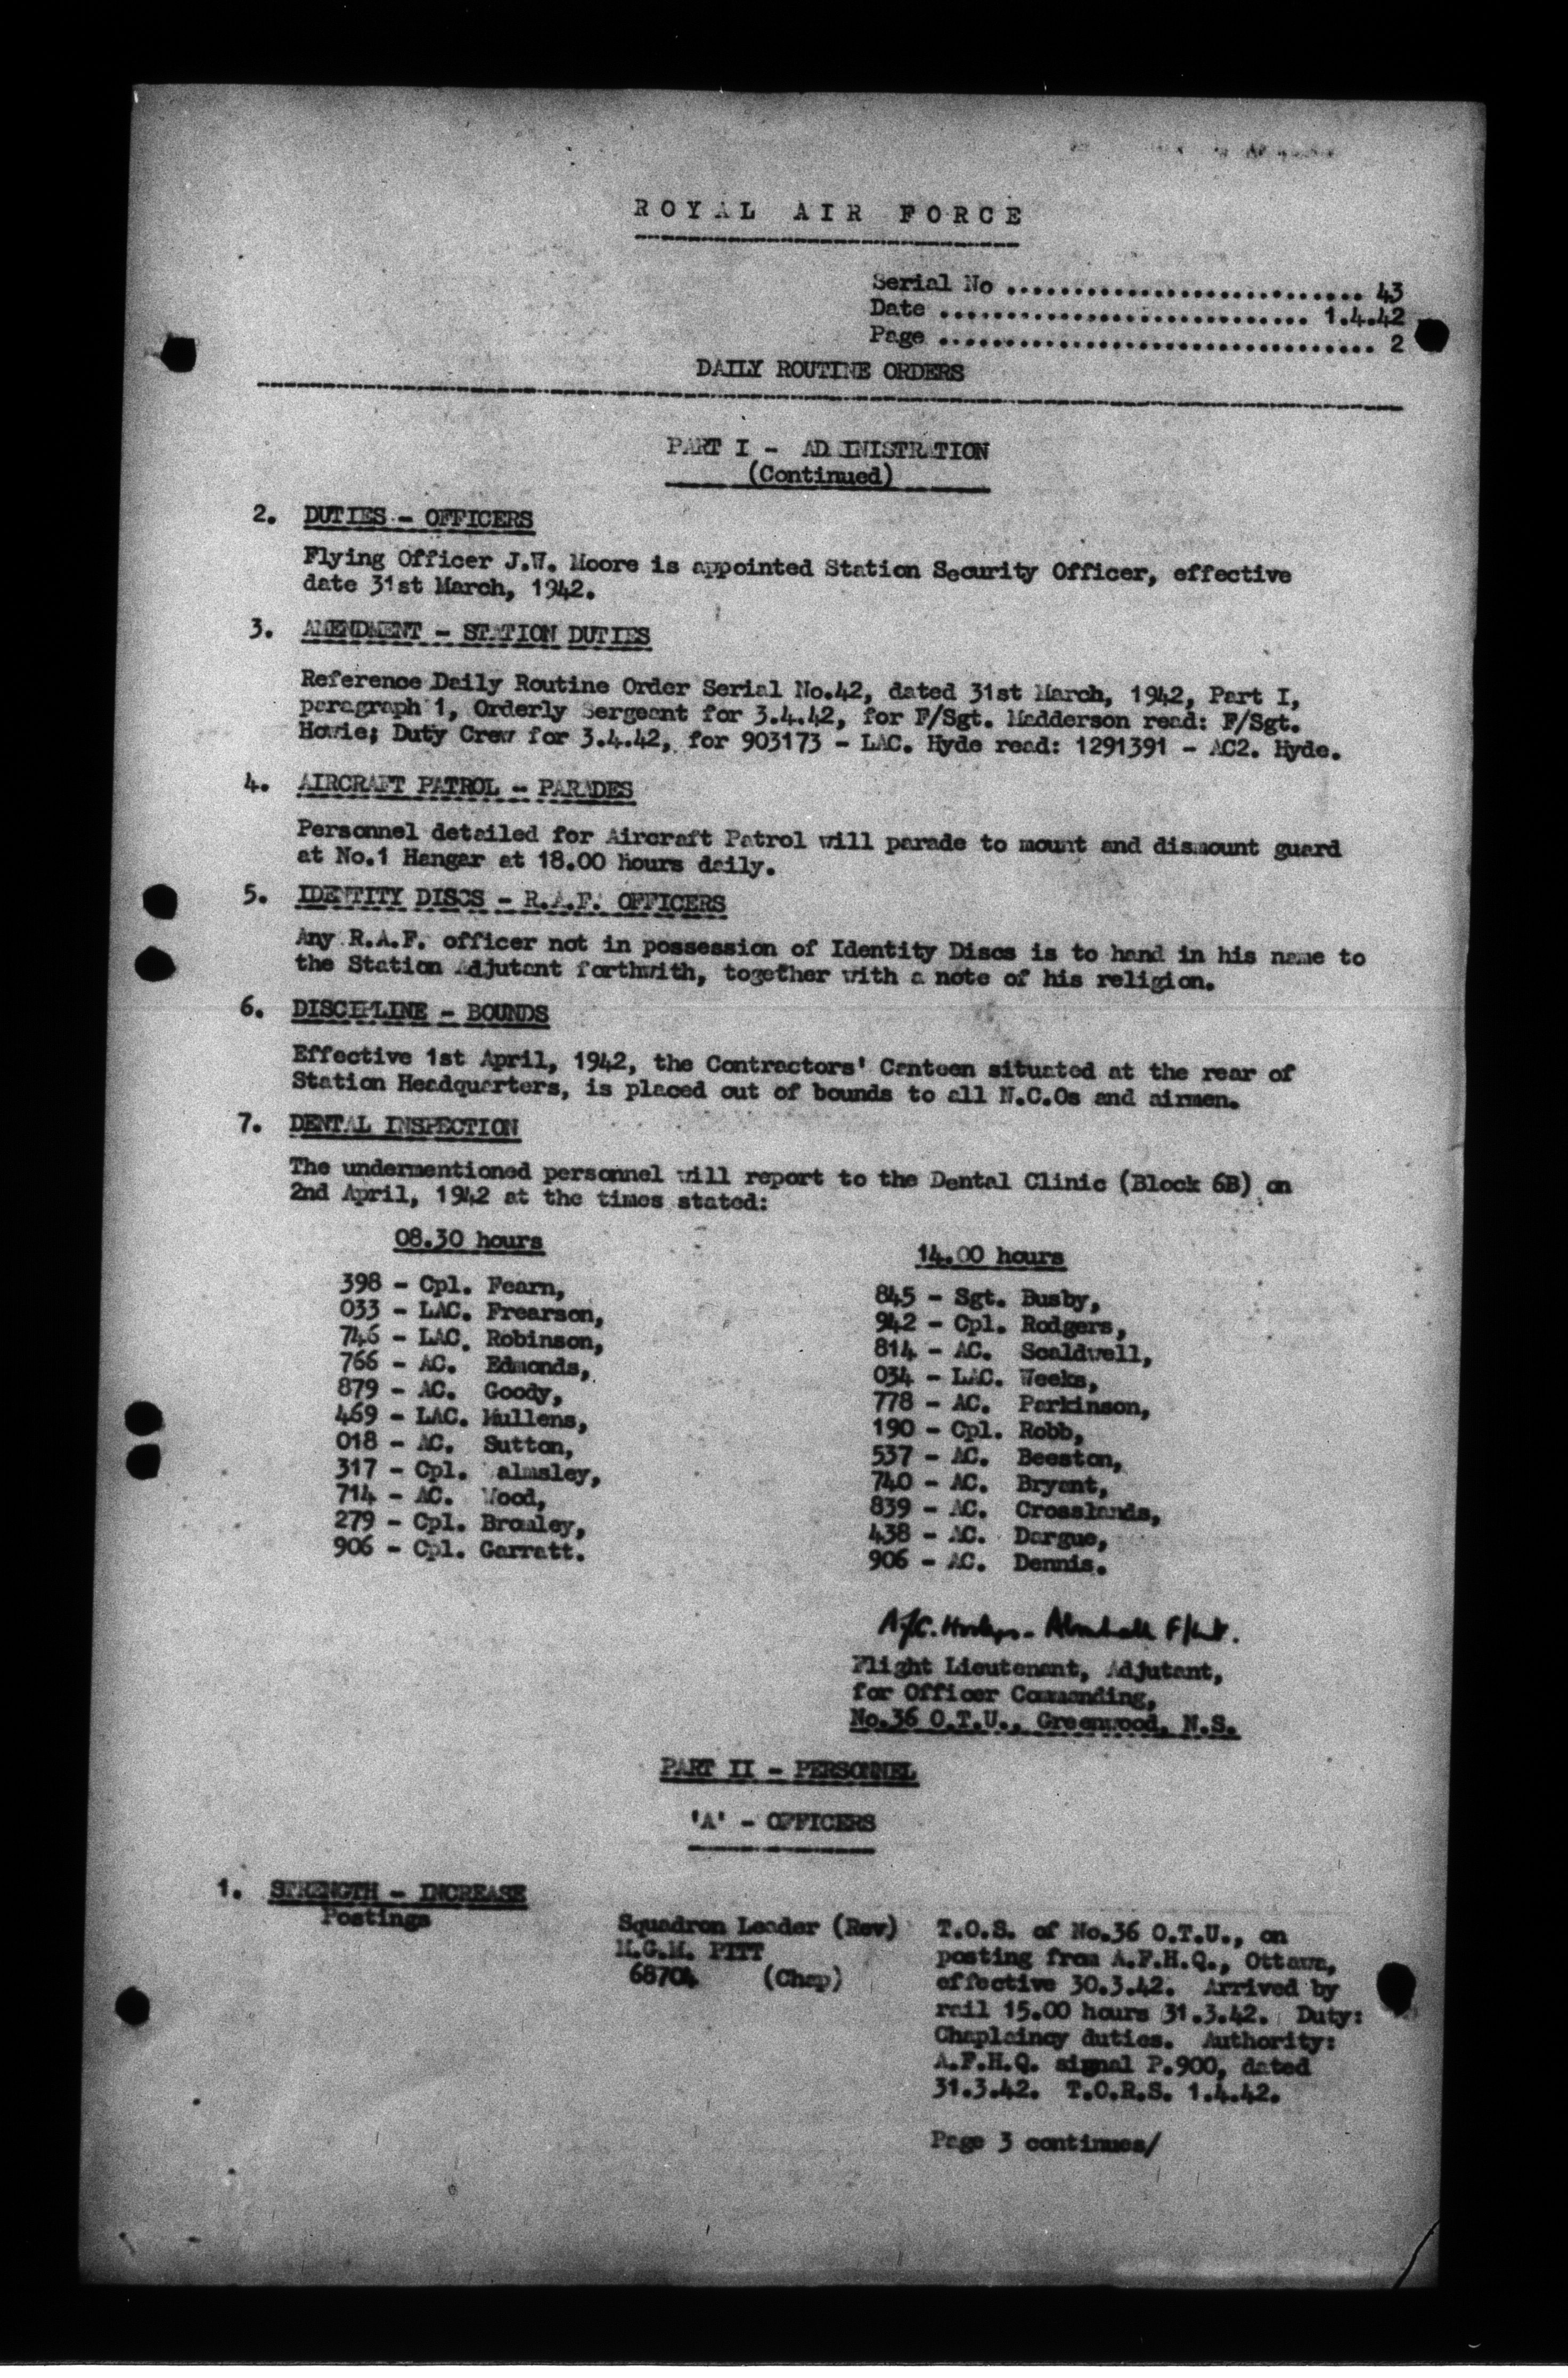 ROYAL AIR FORCE
Serial No ........................... 43
Date ............................ 1.4.42
Page ................................. 2
DAILY ROUTINE ORDERS
PART I - ADMINISTRATION
(Continued)
2. DUTIES - OFFICERS
Flying Officer J.W. Moore is appointed Station Security Officer, effective
date 31st March, 1942.
3. AMENDMENT - STATION DUTIES
Reference Daily Routine Order Serial No.42, dated 31st March, 1942, Part I,
paragraph 1, Orderly Sergeant for 3.4.42, for F/Sgt. Madderson read: F/Sgt.
Howie; Duty Crew for 3.4.42, for 903173 - LAC. Hyde read: 1291391 - AC2. Hyde.
4. AIRCRAFT PATROL - PARADES
Personnel detailed for Aircraft Patrol will parade to mount and dismount guard
at No.1 Hangar at 18.00 hours daily.
5. IDENTITY DISCS - R.A.F. OFFICERS
Any R.A.F. officer not in possession of Identity Discs is to hand in his name to
the Station Adjutant forthwith, together with a note of his religion.
6. DISCIPLINE - BOUNDS
Effective 1st April, 1942, the Contractors' Canteen situated at the rear of
Station Headquarters, is placed out of bounds to all N.C.Os and airmen.
7. DENTAL INSPECTION
The undermentioned personnel will report to the Dental Clinic (Block 6B) on
2nd April, 1942 at the times stated:
08.30 hours
398 - Cpl. Fearn,
033 - LAC. Frearson,
746 - LAC. Robinson,
766 - AC. Edmonds,
879 - AC. Goody,
469 - LAC. Mullens,
018 - AC. Sutton,
317 - Cpl. Walmsley,
714 - AC. Wood,
279 - Cpl. Bromley,
906 - Cpl. Garratt.
14.00 hours
845 - Sgt. Busby,
942 - Cpl. Rodgers,
814 - AC. Scaldwell,
034 - LAC. Weeks,
778 - AC. Parkinson,
190 - Cpl. Robb,
537 - AC. Beeston,
740 - AC. Bryant,
839 - AC. Crosslands,
438 - AC. Dargue,
906 - AC. Dennis.
F/Lt.
Flight Lieutenant, Adjutant,
for Officer Commanding,
No.36 O.T.U., Greenwood, N.S.
PART II - PERSONNEL
'A' - OFFICERS
1. STRENGTH - INCREASE
Postings
Squadron Leader (Rev)
M.G.M. PITT
68704 (Chap)
T.O.S. of No.36 O.T.U., on
posting from A.F.H.Q., Ottawa,
effective 30.3.42. Arrived by
rail 15.00 hours 31.3.42. Duty:
Chaplaincy duties. Authority:
A.F.H.Q. signal P.900, dated
31.3.42. T.O.R.S. 1.4.42.
Page 3 continues/